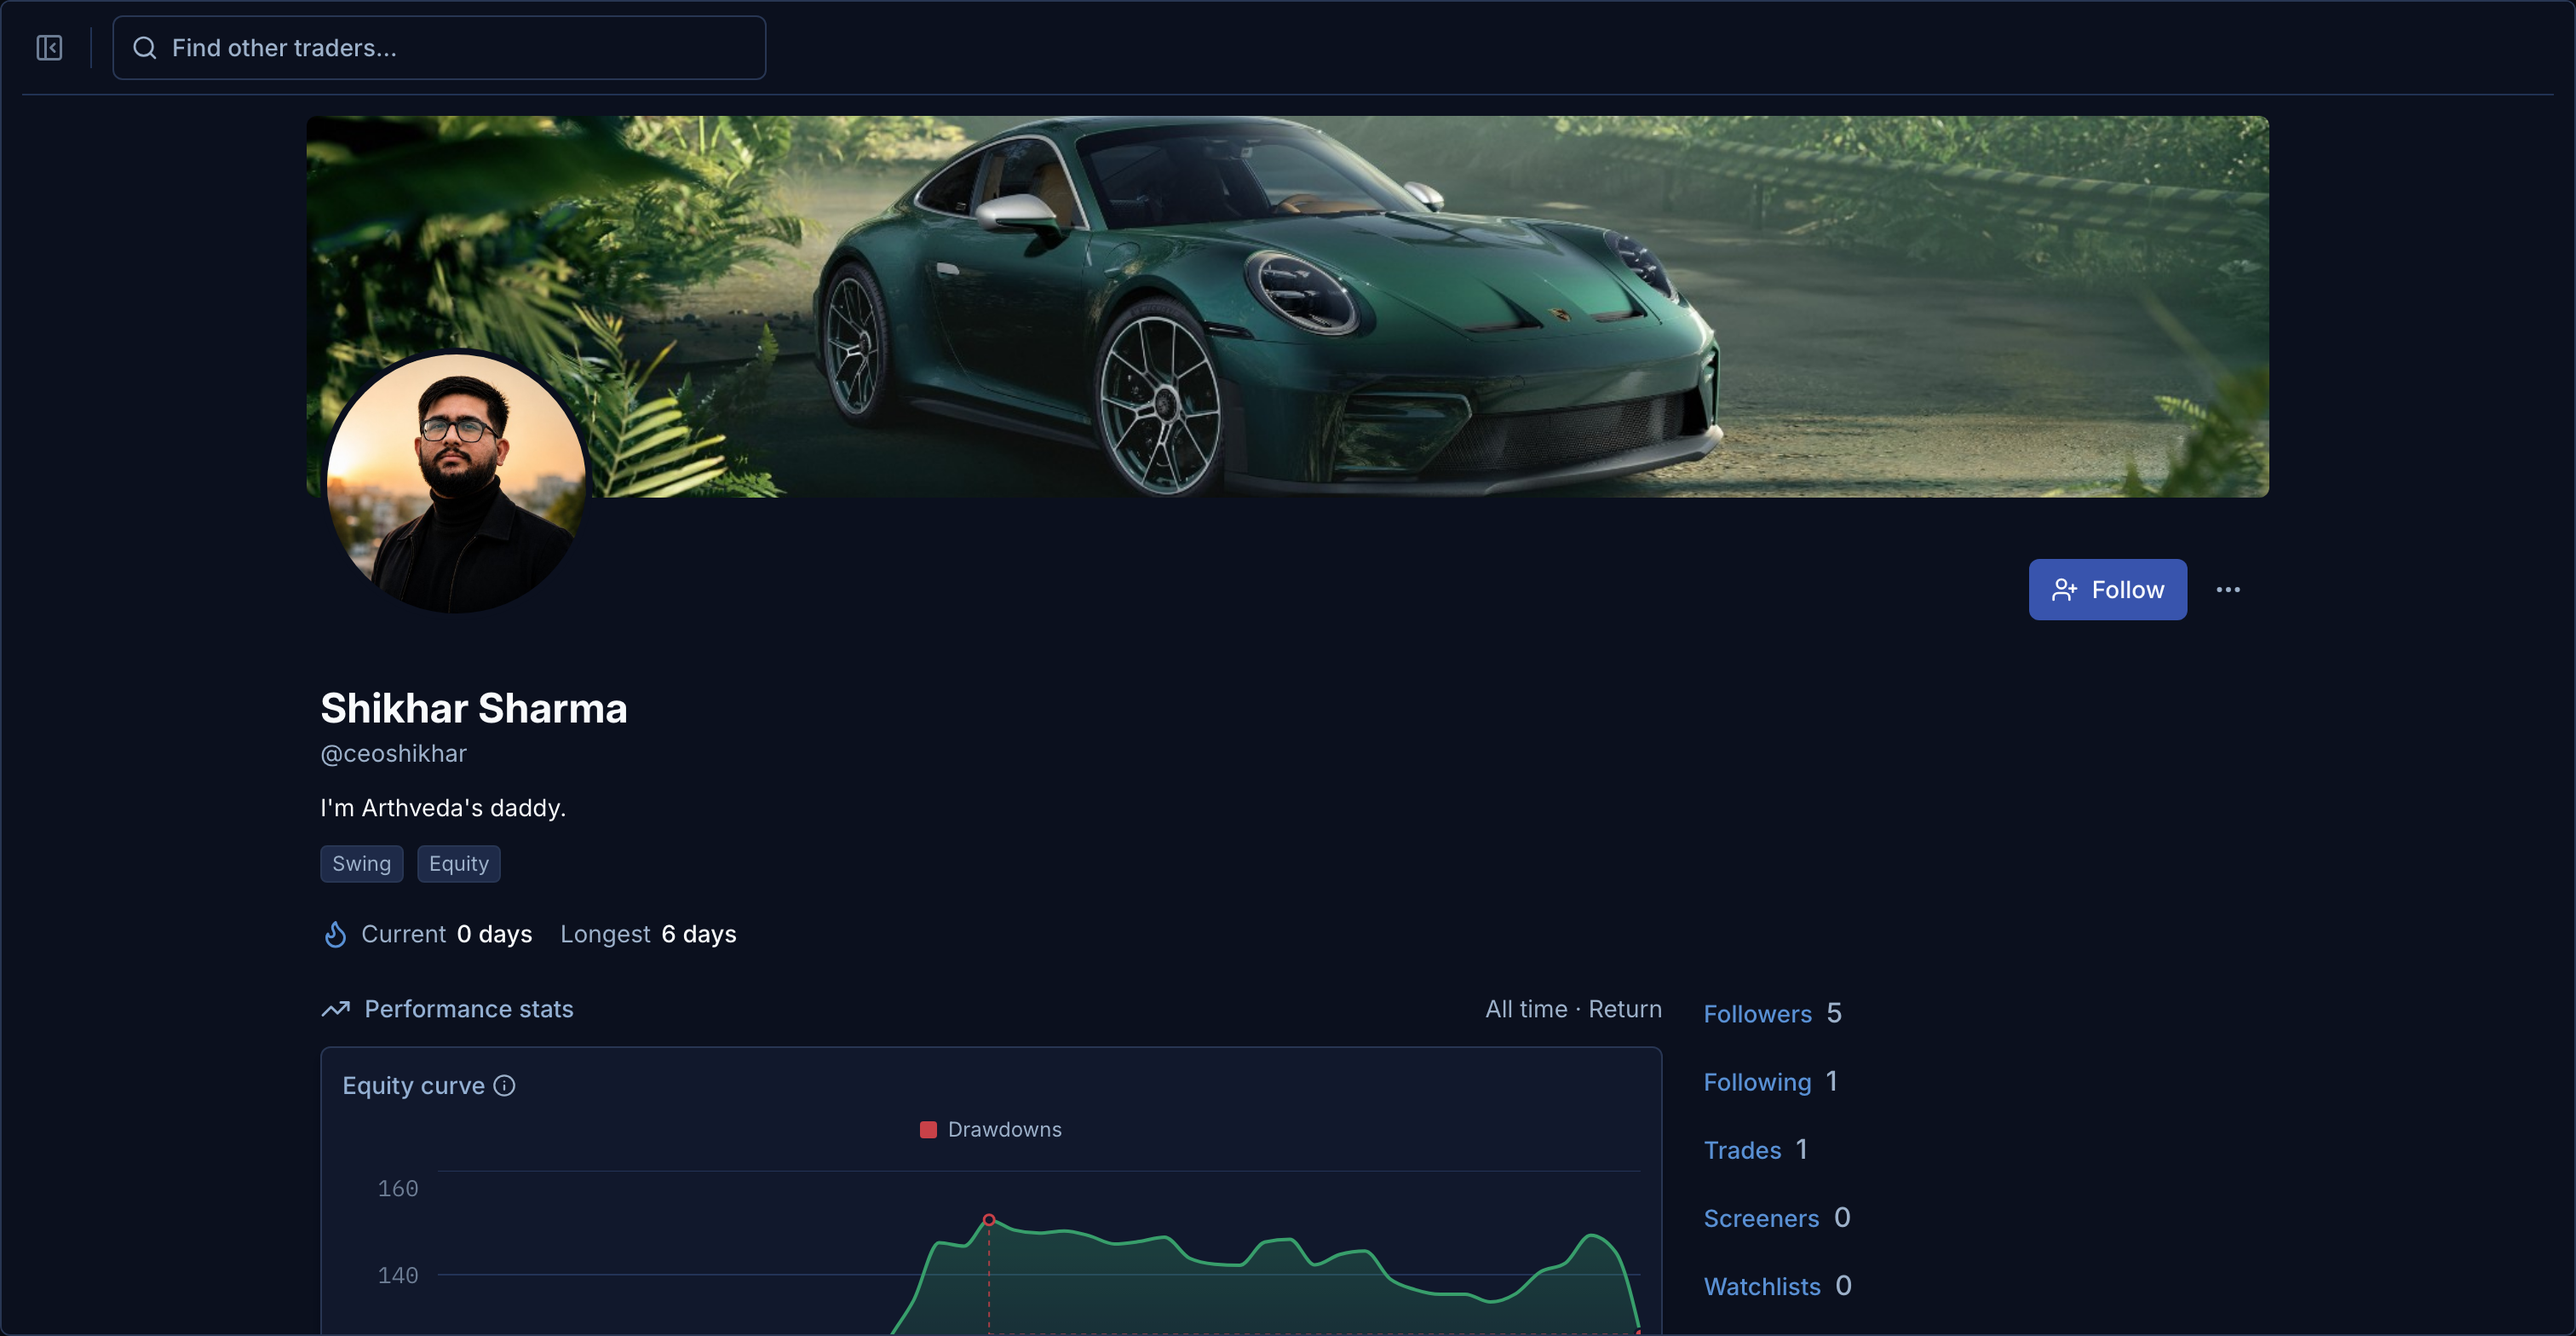 Find other traders...
Follow
Shikhar Sharma
@ceoshikhar
I'm Arthveda's daddy.
Swing Equity
Current 0 days Longest 6 days
Performance stats
All time · Return
Equity curve
Drawdowns
160
140
Followers 5
Following 1
Trades 1
Screeners 0
Watchlists 0